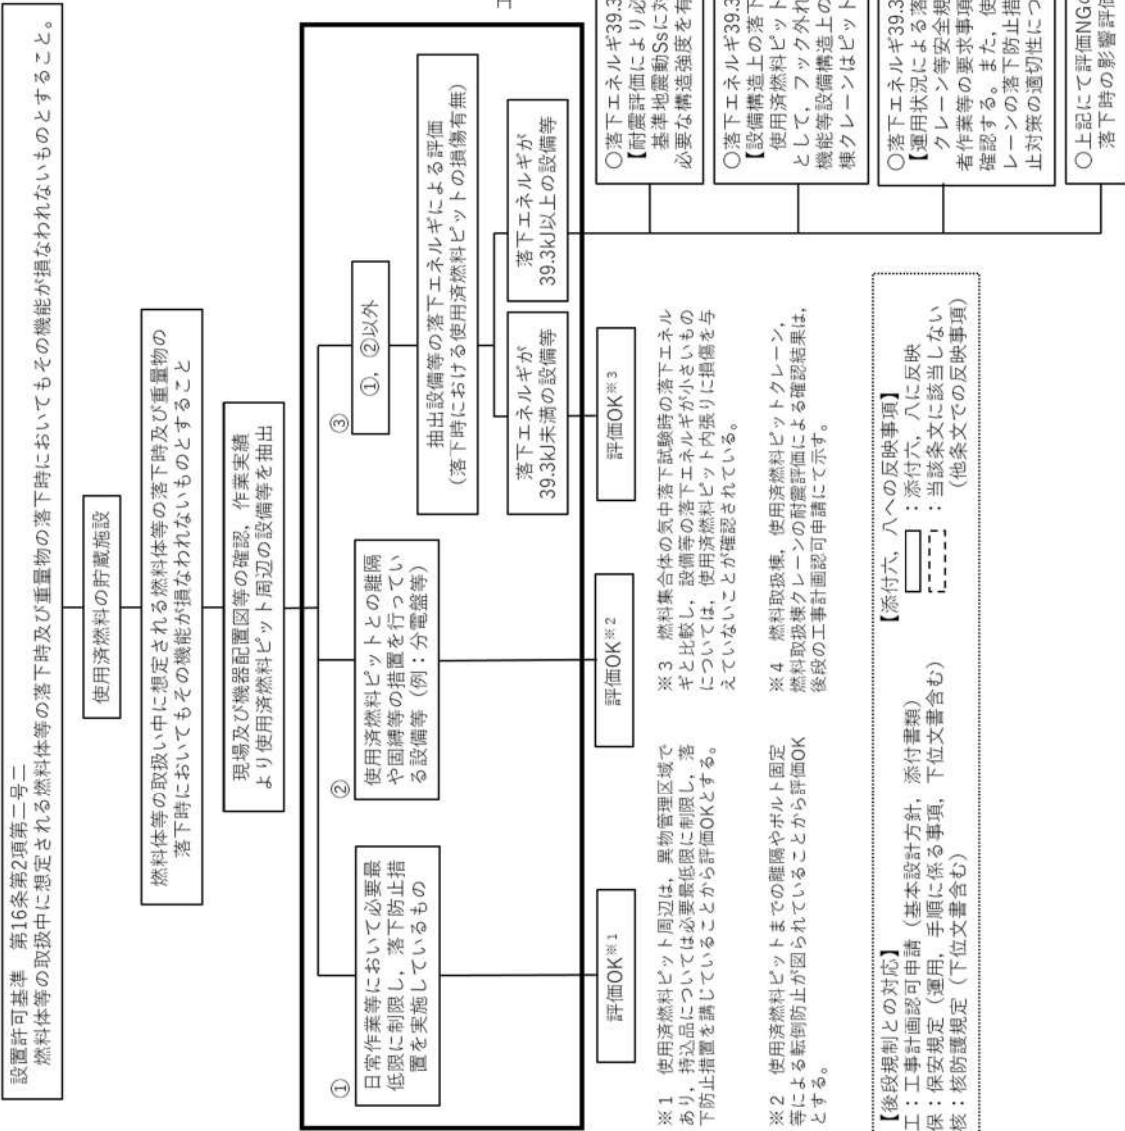 設置許可基準　第16条第2項第二号ニ
燃料体等の取扱中に想定される燃料体等の落下時及び重量物の落下時においてもその機能が損なわれないものとすること。
使用済燃料の貯蔵施設
燃料体等の取扱い中に想定される燃料体等の落下時及び重量物の
落下時においてもその機能が損なわれないものとすること
現場及び機器配置図等の確認，作業実績
より使用済燃料ピット周辺の設備等を抽出
①
日常作業等において必要最
低限に制限し，落下防止措
置を実施しているもの
②
使用済燃料ピットとの離隔
や固縛等の措置を行ってい
る設備等（例：分電盤等）
③
①，②以外
抽出設備等の落下エネルギによる評価
（落下時における使用済燃料ピットの損傷有無）
落下エネルギが
39.3kJ未満の設備等
落下エネルギが
39.3kJ以上の設備等
評価OK※1
評価OK※2
評価OK※3
○落下エネルギ39.3
【耐震評価により必
基準地震動Ssに対
必要な構造強度を有
○落下エネルギ39.3
【設備構造上の落下
使用済燃料ピット
として，フック外れ
機能等設備構造上の
棟クレーンはピット
○落下エネルギ39.3
【運用状況による落
クレーン等安全規
者作業等の要求事項
確認する。また，使
レーンの落下防止措
止対策の適切性につ
○上記にて評価NGの
落下時の影響評価
※1　使用済燃料ピット周辺は，異物管理区域で
あり，持込品については必要最低限に制限し，落
下防止措置を講じていることから評価OKとする。
※2　使用済燃料ピットまでの離隔やボルト固定
等による転倒防止が図られていることから評価OK
とする。
※3　燃料集合体の気中落下試験時の落下エネル
ギと比較し，設備等の落下エネルギが小さいもの
については，使用済燃料ピット内張りに損傷を与
えていないことが確認されている。
※4　燃料取扱棟，使用済燃料ピットクレーン，
燃料取扱棟クレーンの耐震評価による確認結果は，
後段の工事計画認可申請にて示す。
【後段規制との対応】
工：工事計画認可申請（基本設計方針，添付書類）
保：保安規定（運用，手順に係る事項，下位文書含む）
核：核防護規定（下位文書含む）
【添付六，八への反映事項】
：添付六，八に反映
：当該条文に該当しない
（他条文での反映事項）